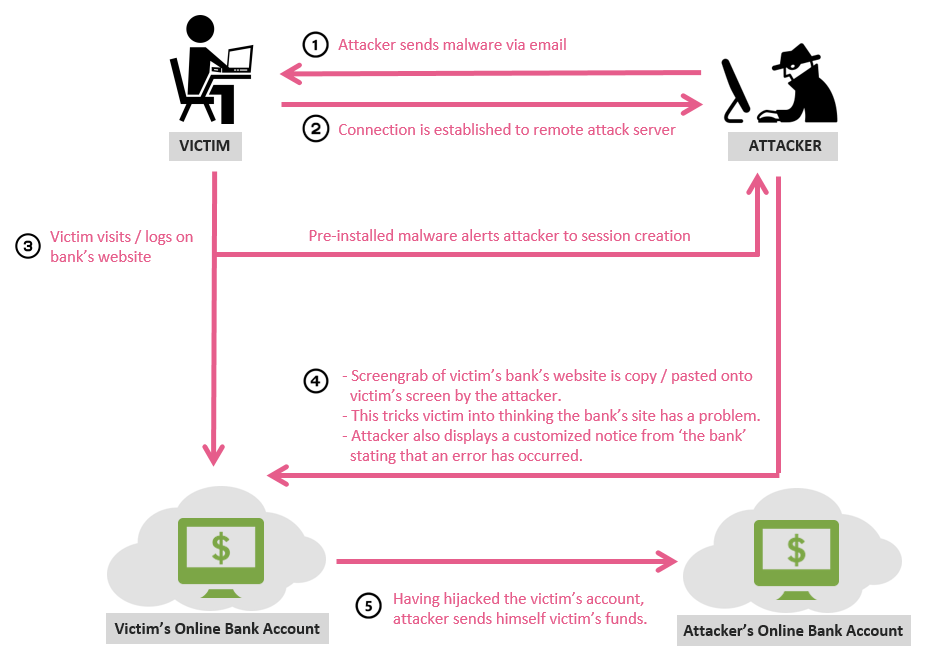 1 Attacker sends malware via email
2 Connection is established to remote attack server
VICTIM
ATTACKER
3 Victim visits / logs on
bank’s website
Pre-installed malware alerts attacker to session creation
4 - Screengrab of victim’s bank’s website is copy / pasted onto
victim’s screen by the attacker.
- This tricks victim into thinking the bank’s site has a problem.
- Attacker also displays a customized notice from ‘the bank’
stating that an error has occurred.
$
$
5 Having hijacked the victim’s account,
attacker sends himself victim’s funds.
Victim’s Online Bank Account
Attacker’s Online Bank Account